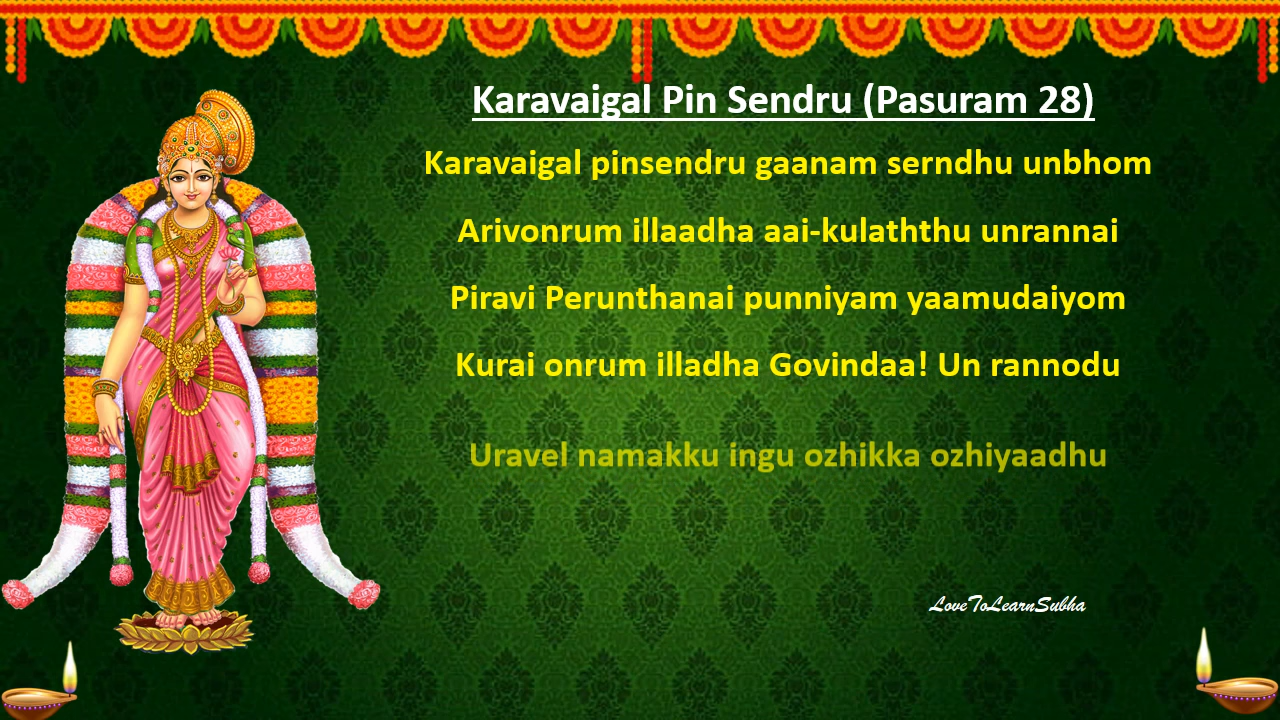 Karavaigal Pin Sendru (Pasuram 28)
Karavaigal pinsendru gaanam serndhu unbhom
Arivonrum illaadha aai-kulaththu unrannai
Piravi Perunthanai punniyam yaamudaiyom
Kurai onrum illadha Govindaa! Un rannodu
Uravel namakku ingu ozhikka ozhiyaadhu
LoveToLearnSubha